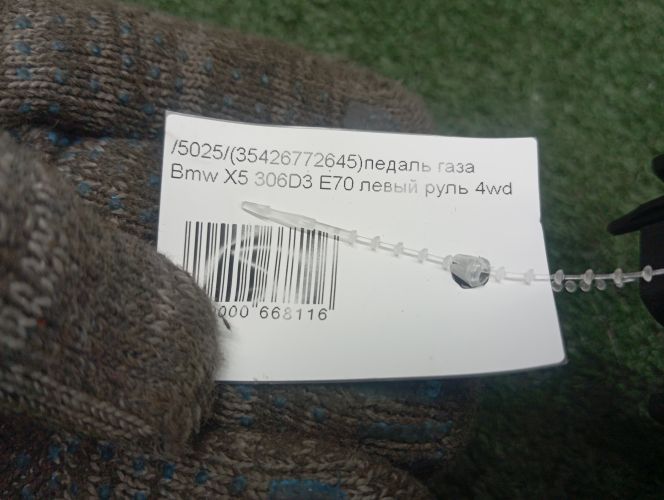 /5025/(35426772645)педаль газа
Bmw X5 306D3 E70 левый руль 4wd
000 668116